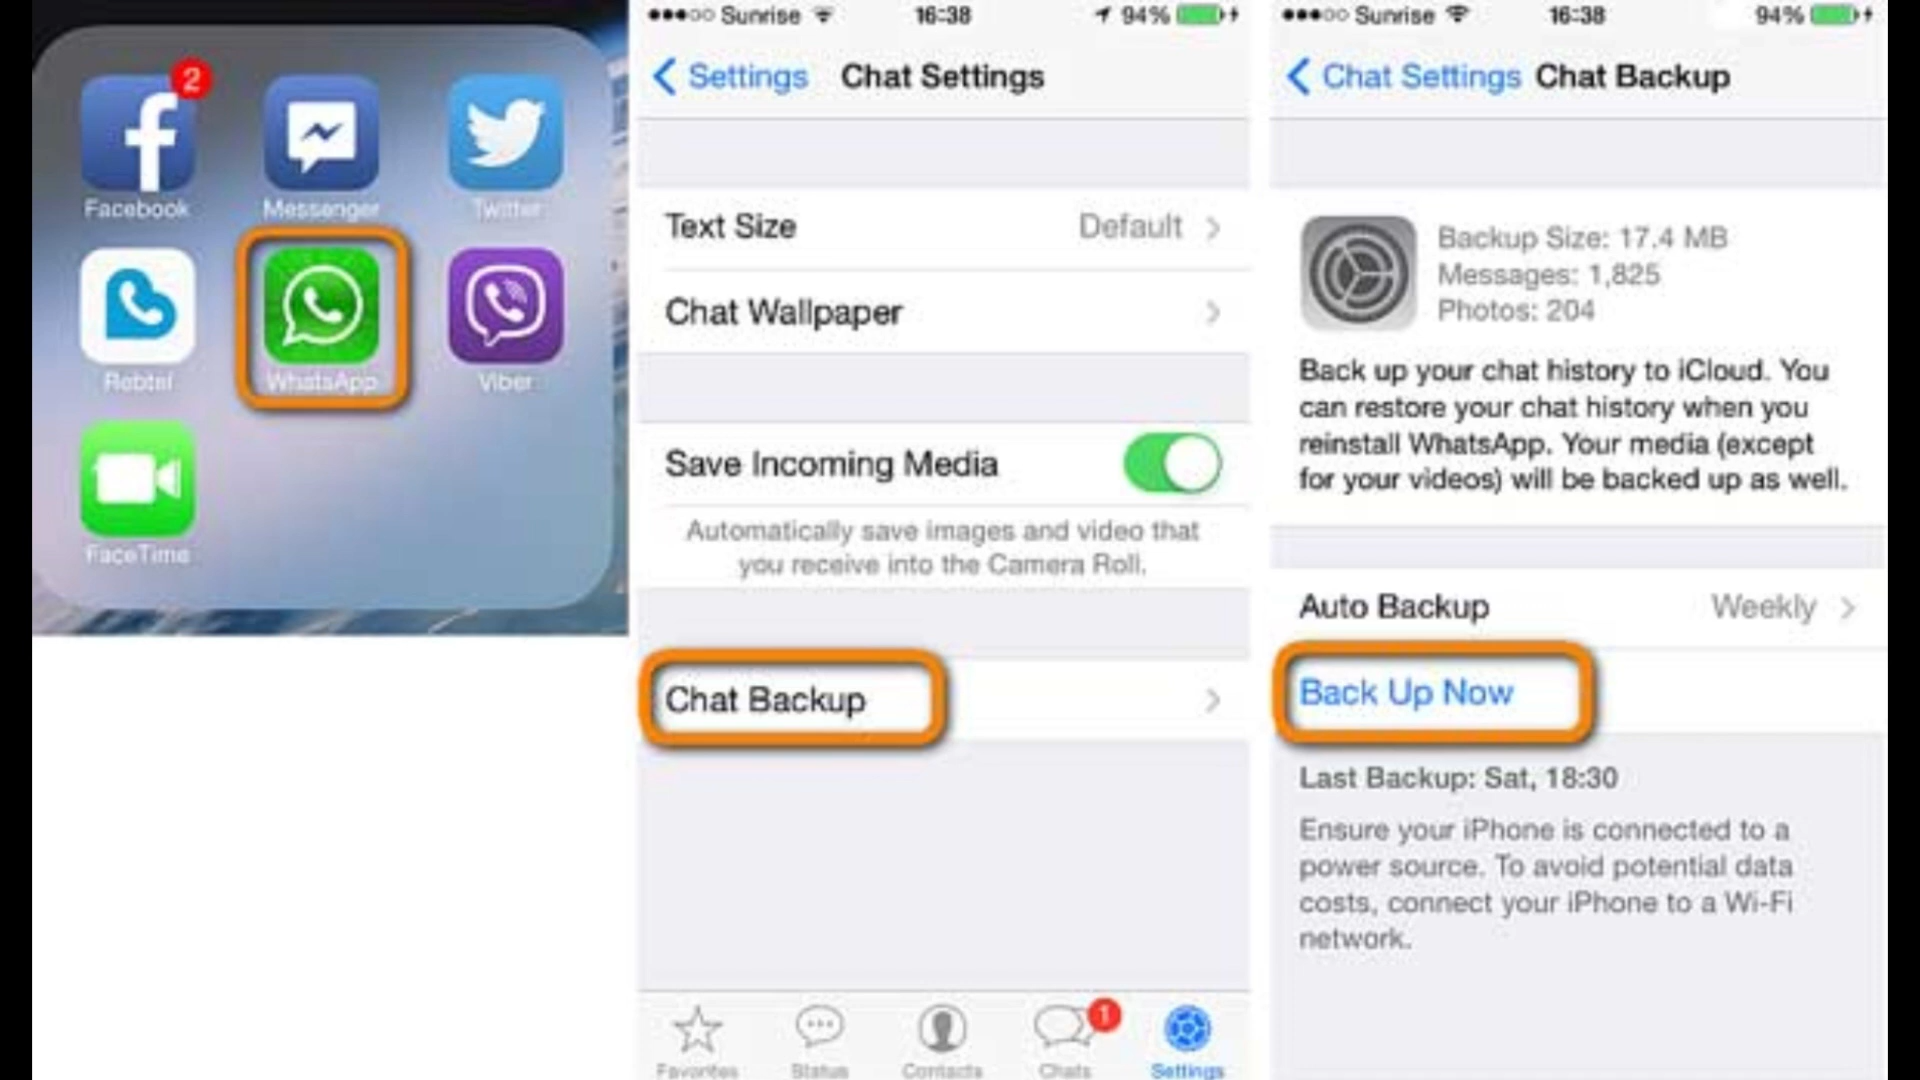 2
Facebook
Messenger
Twitter
Rebtel
WhatsApp
Viber
FaceTime
Sunrise
16:38
94%
Settings
Chat Settings
Text Size
Default
Chat Wallpaper
Save Incoming Media
Automatically save images and video that
you receive into the Camera Roll.
Chat Backup
1
Favorites
Status
Contacts
Chats
Settings
Sunrise
16:38
94%
Chat Settings
Chat Backup
Backup Size: 17.4 MB
Messages: 1,825
Photos: 204
Back up your chat history to iCloud. You
can restore your chat history when you
reinstall WhatsApp. Your media (except
for your videos) will be backed up as well.
Auto Backup
Weekly
Back Up Now
Last Backup: Sat, 18:30
Ensure your iPhone is connected to a
power source. To avoid potential data
costs, connect your iPhone to a Wi-Fi
network.